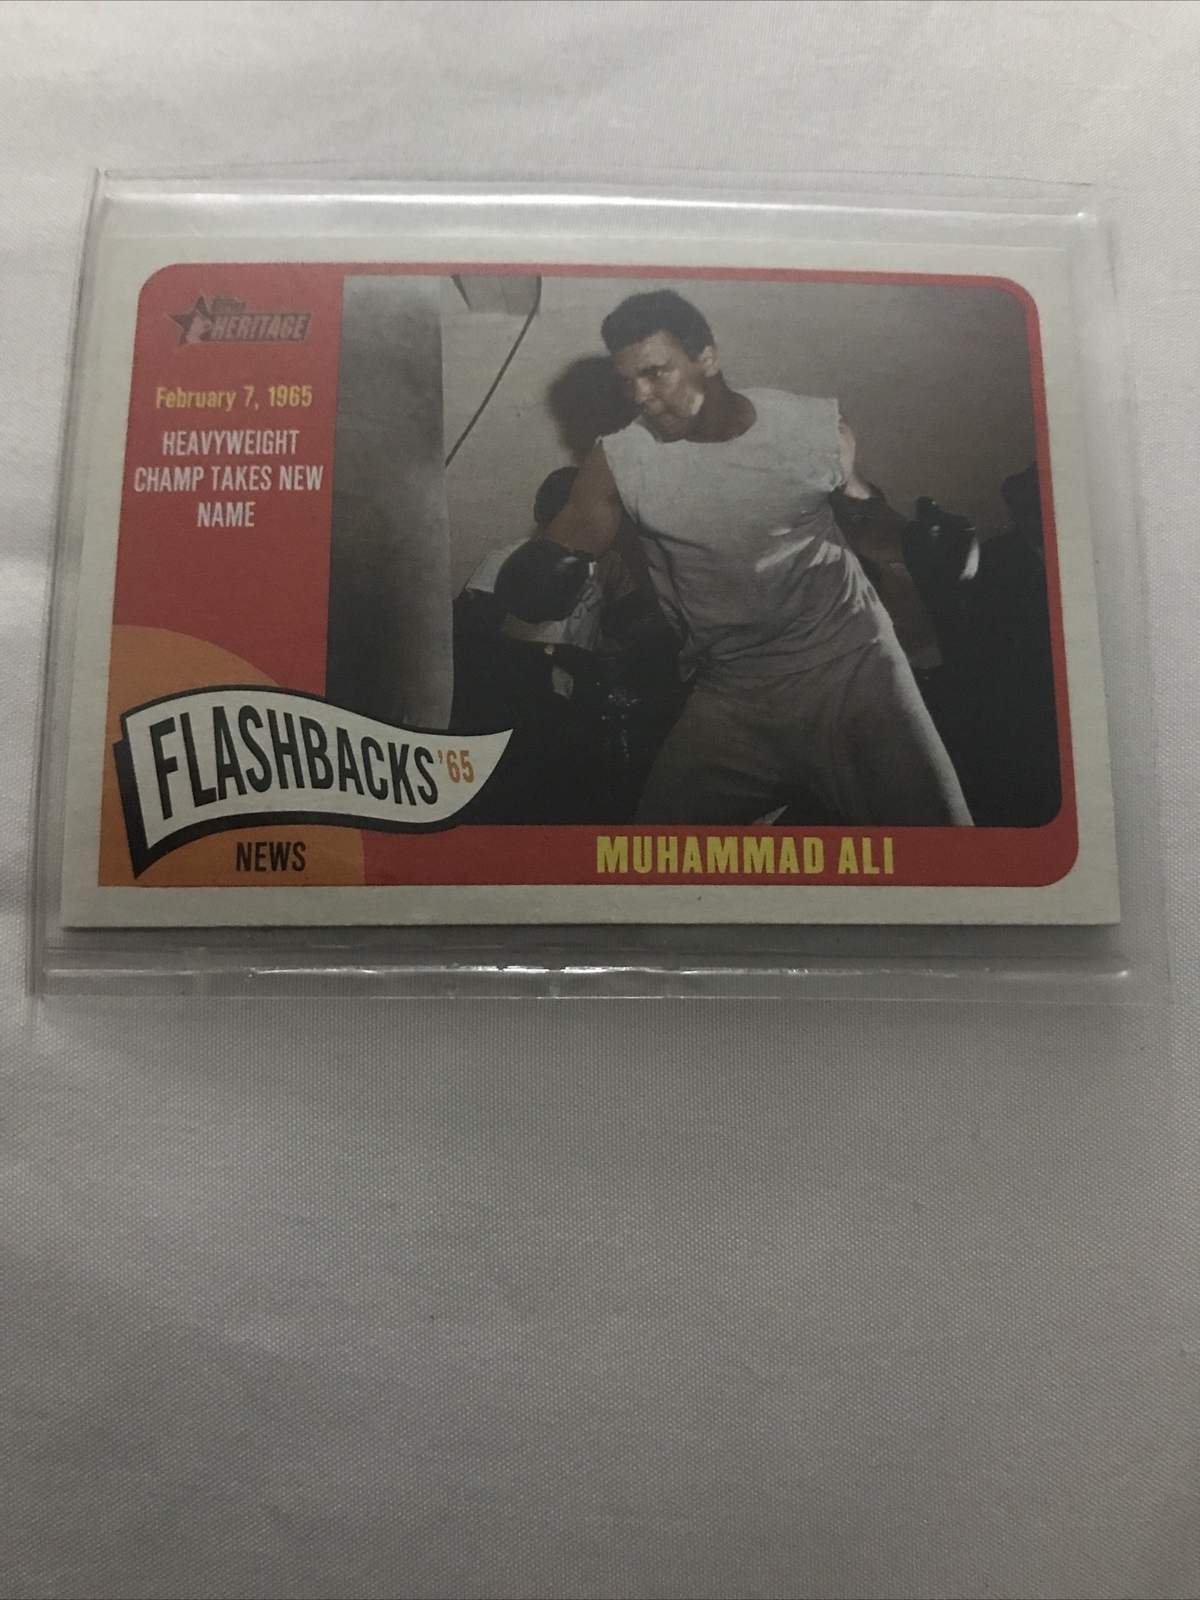 Topps
HERITAGE
February 7, 1965
HEAVYWEIGHT
CHAMP TAKES NEW
NAME
FLASHBACKS '65
NEWS
MUHAMMAD ALI